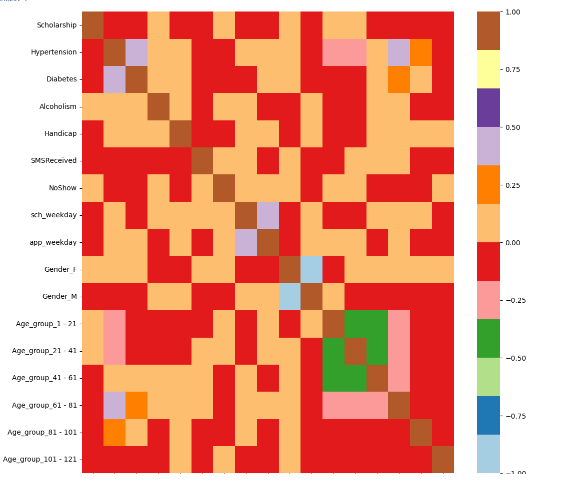 Scholarship
Hypertension
Diabetes
Alcoholism
Handicap
SMSReceived
NoShow
sch_weekday
app_weekday
Gender_F
Gender_M
Age_group_1 - 21
Age_group_21 - 41
Age_group_41 - 61
Age_group_61 - 81
Age_group_81 - 101
Age_group_101 - 121
1.00
0.75
0.50
0.25
0.00
−0.25
−0.50
−0.75
−1.00